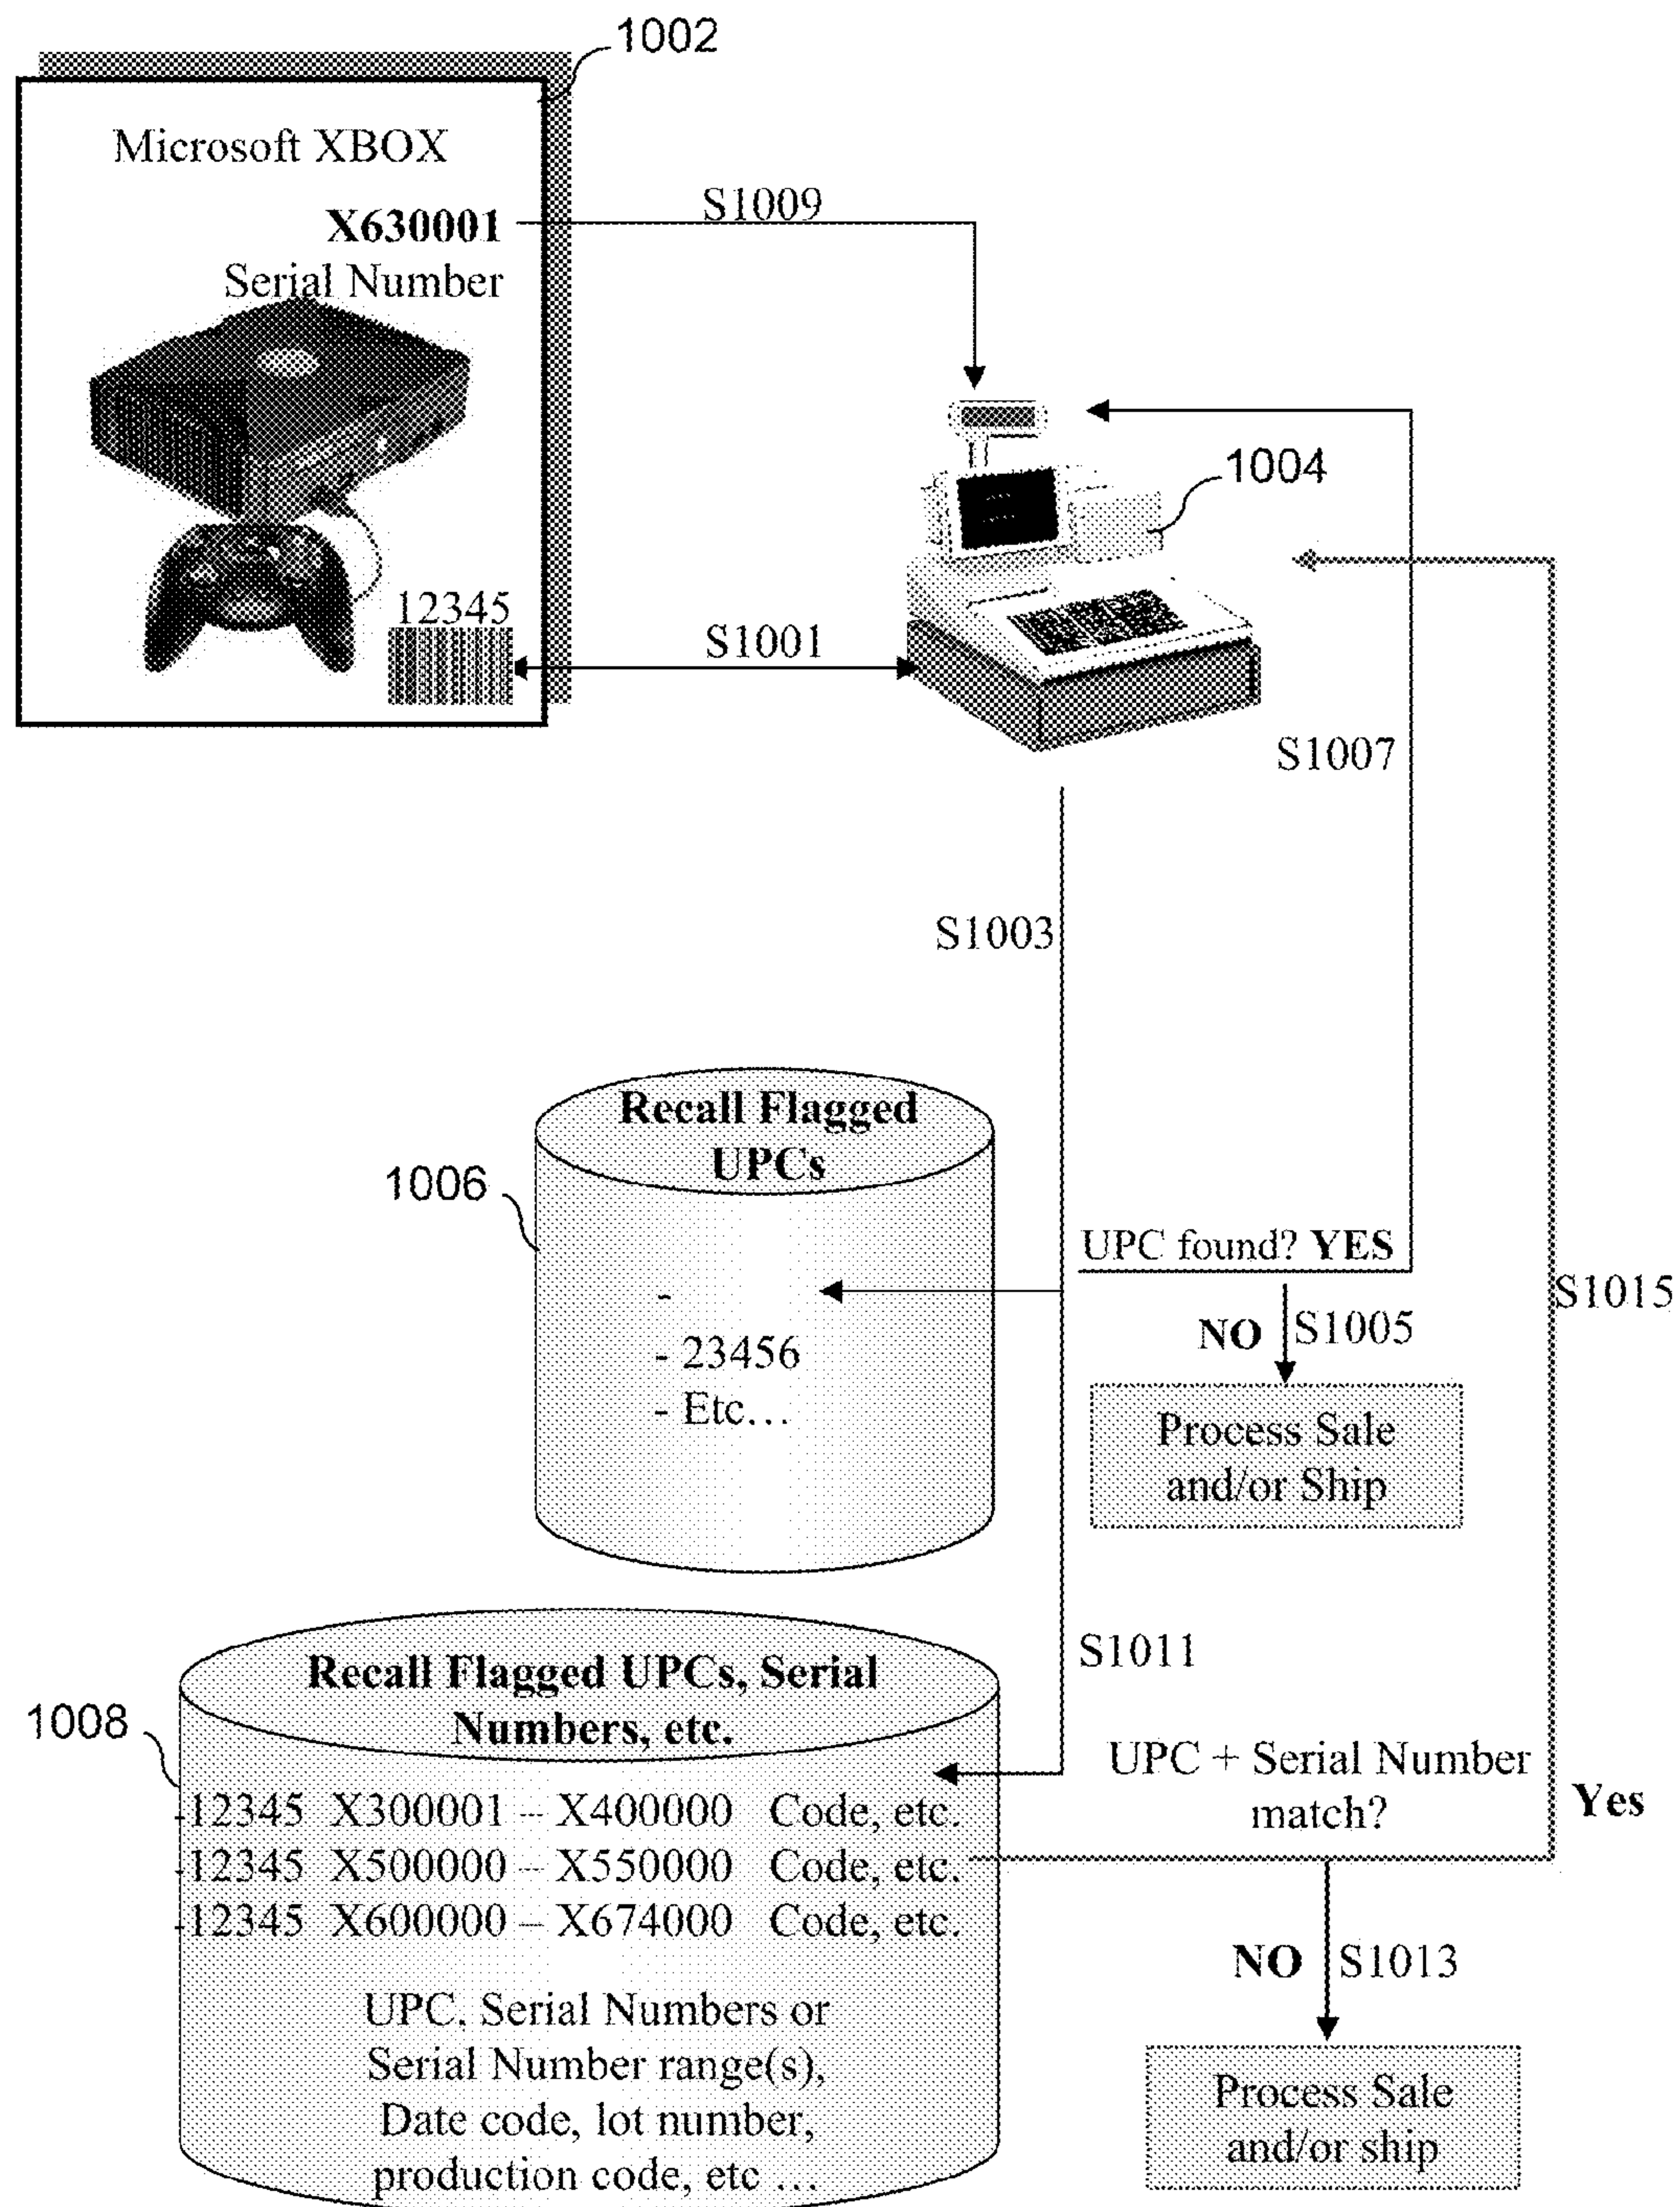 1002
Microsoft XBOX
X630001
Serial Number
S1009
1004
12345
S1001
S1007
S1003
Recall Flagged
UPCs
1006
UPC found? YES
-
S1015
NO S1005
- 23456
- Etc...
Process Sale
and/or Ship
S1011
Recall Flagged UPCs, Serial
Numbers, etc.
1008
UPC + Serial Number
match?
Yes
-12345 X300001 – X400000 Code, etc.
-12345 X500000 – X550000 Code, etc.
-12345 X600000 – X674000 Code, etc.
NO S1013
UPC, Serial Numbers or
Serial Number range(s),
Date code, lot number,
production code, etc ...
Process Sale
and/or ship